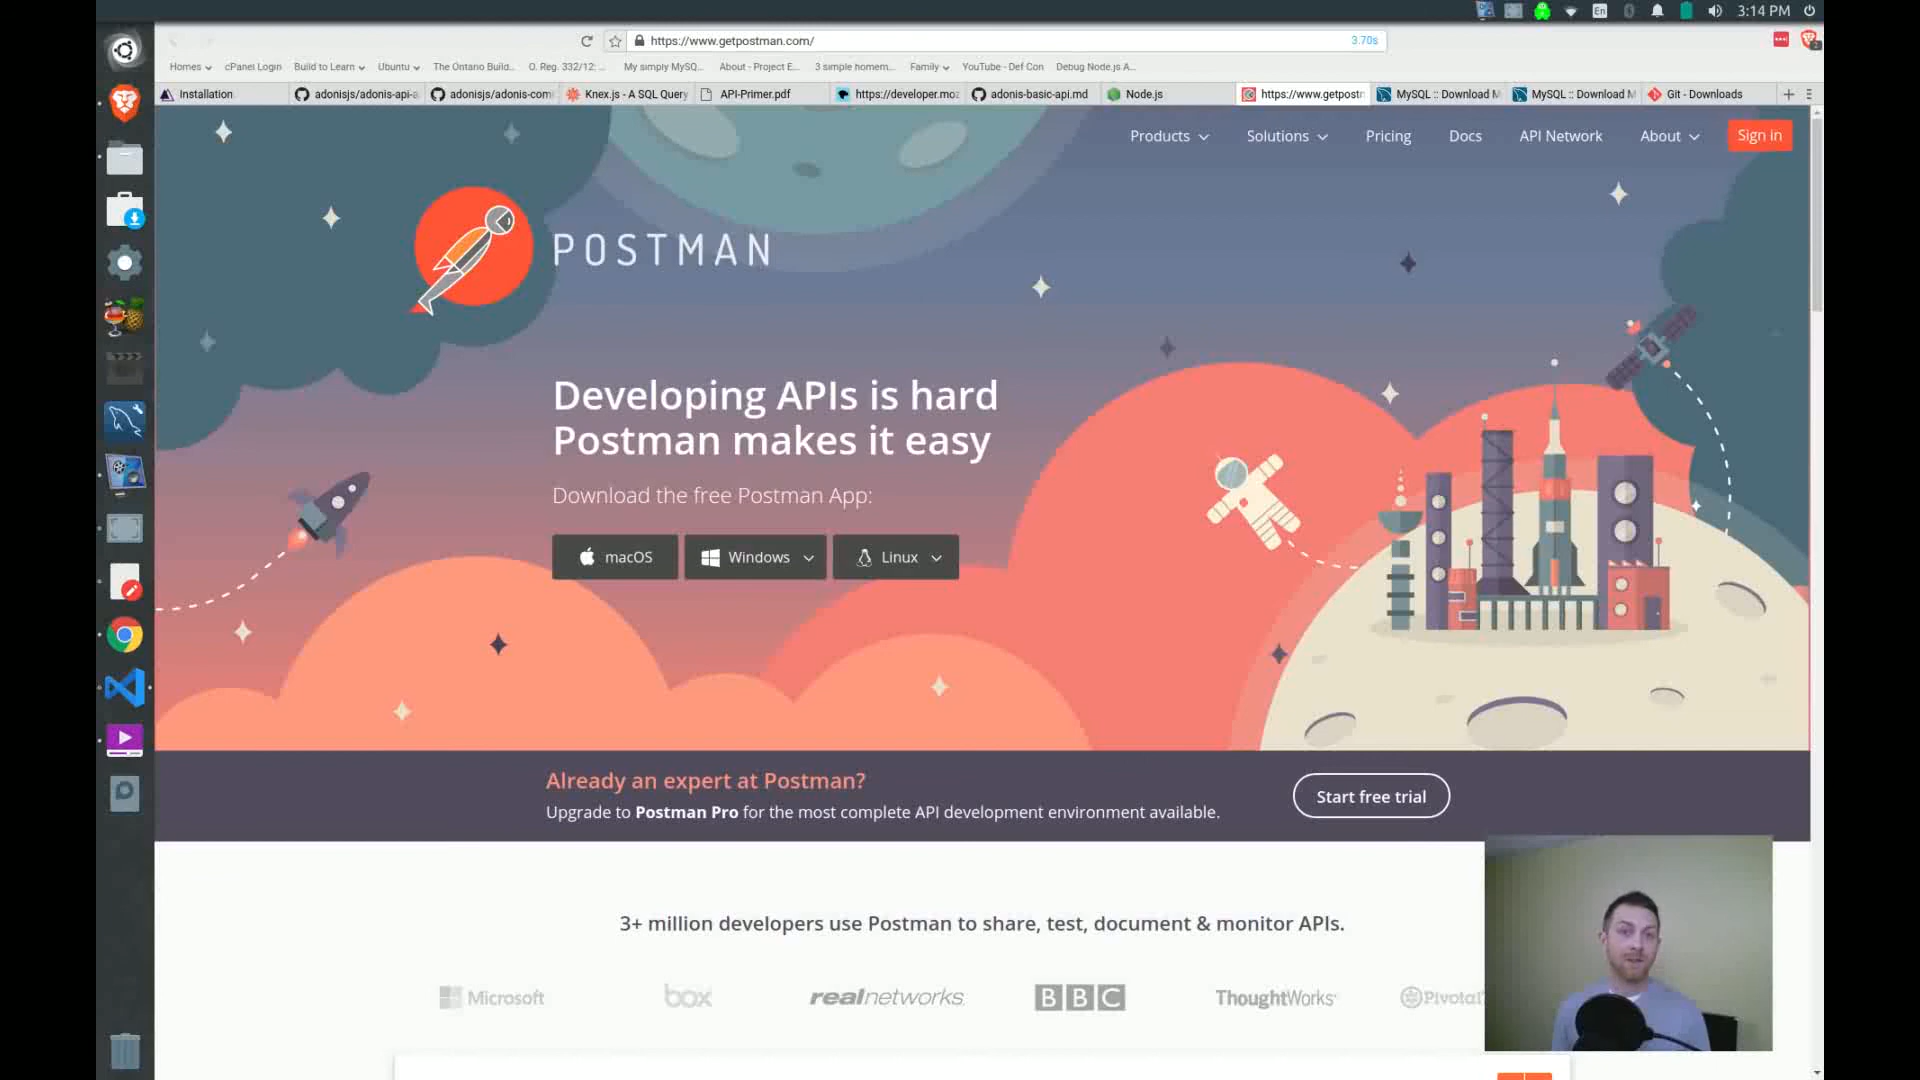 En
3:14 PM
https://www.getpostman.com/
3.70s
Homes
cPanel Login
Build to Learn
Ubuntu
The Ontario Build...
O. Reg. 332/12: ...
My simply MySQ...
About - Project E...
3 simple homem...
Family
YouTube - Def Con
Debug Node.js A...
Installation
adonisjs/adonis-api-a
adonisjs/adonis-com
Knex.js - A SQL Query
API-Primer.pdf
https://developer.moz
adonis-basic-api.md
Node.js
https://www.getpostm
MySQL :: Download M
MySQL :: Download M
Git - Downloads
Products
Solutions
Pricing
Docs
API Network
About
Sign in
POSTMAN
Developing APIs is hard
Postman makes it easy
Download the free Postman App:
macOS
Windows
Linux
Already an expert at Postman?
Upgrade to Postman Pro for the most complete API development environment available.
Start free trial
3+ million developers use Postman to share, test, document & monitor APIs.
Microsoft
box
realnetworks.
BBC
ThoughtWorks
Pivotal